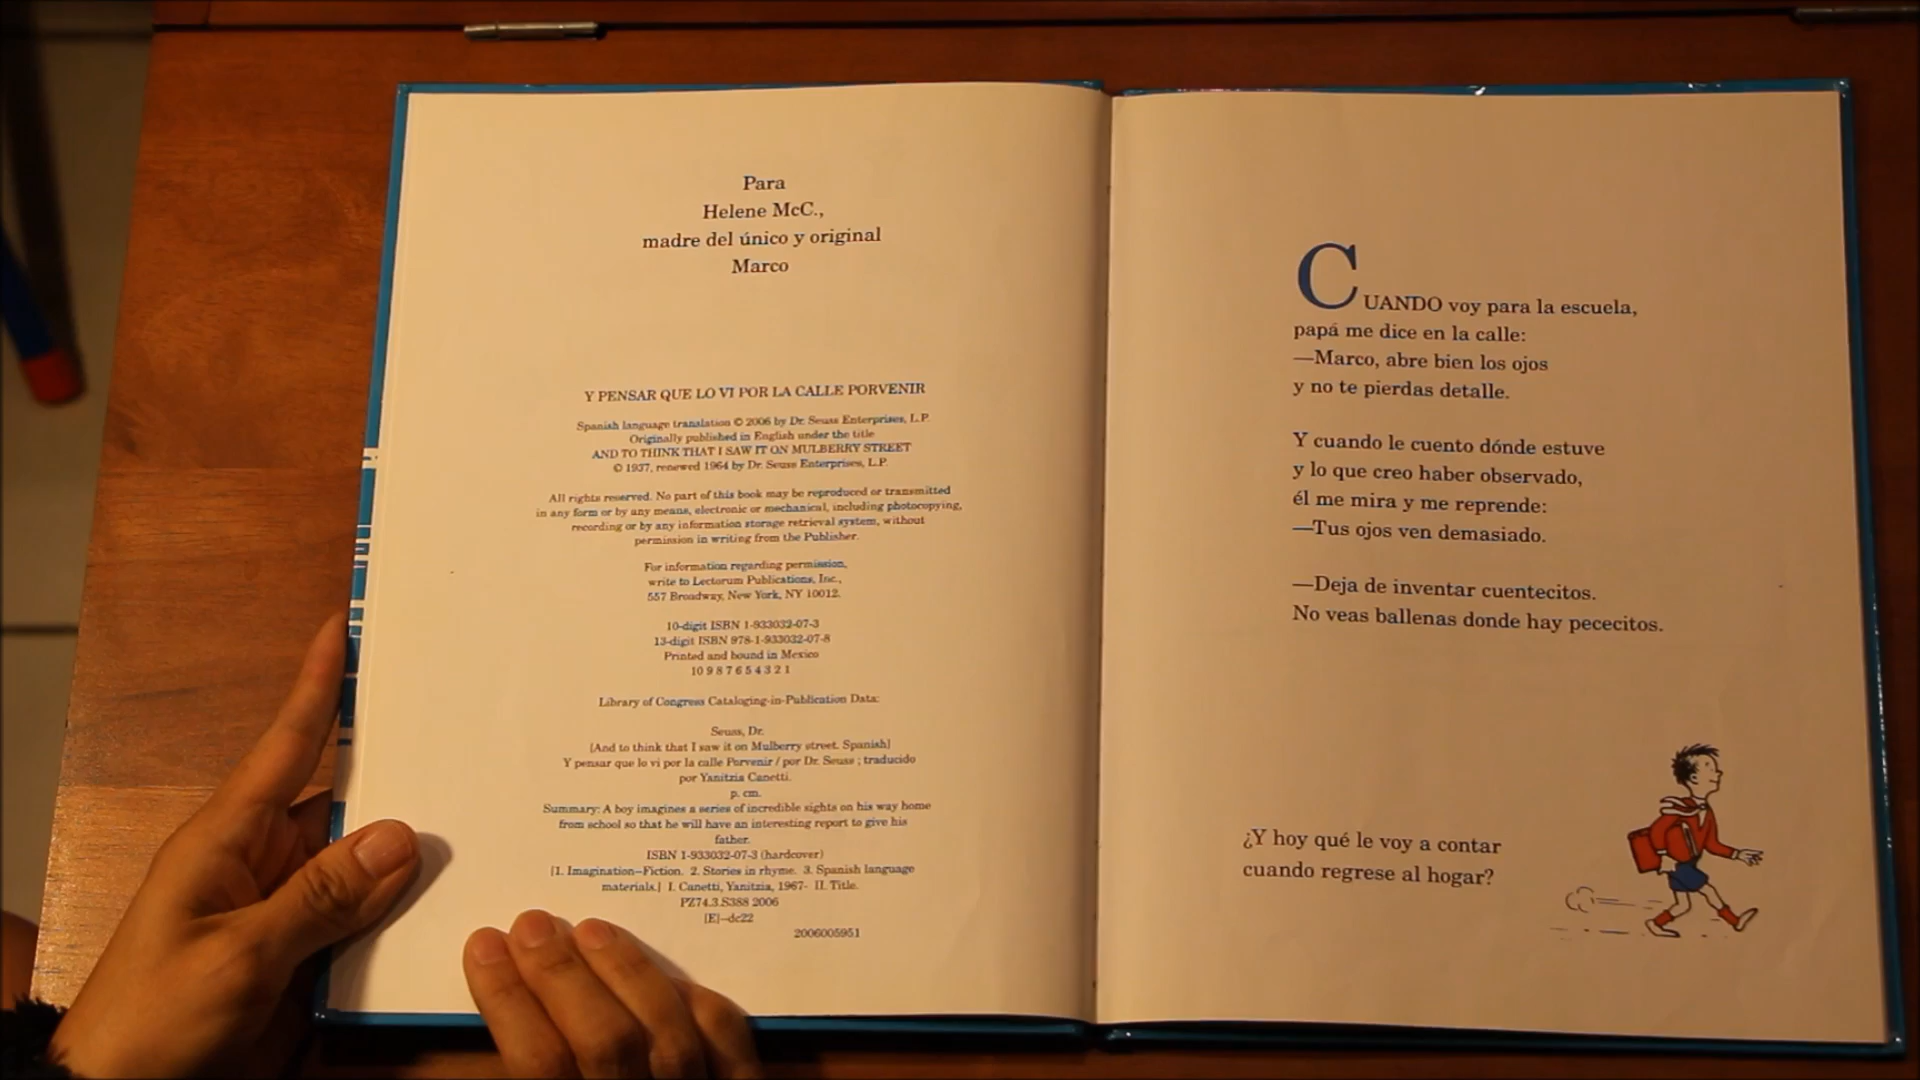 Para
Helene McC.,
madre del único y original
Marco
Y PENSAR QUE LO VI POR LA CALLE PORVENIR
Spanish language translation © 2006 by Dr. Seuss Enterprises, L.P.
Originally published in English under the title
AND TO THINK THAT I SAW IT ON MULBERRY STREET
© 1937, renewed 1964 by Dr. Seuss Enterprises, L.P.
All rights reserved. No part of this book may be reproduced or transmitted
in any form or by any means, electronic or mechanical, including photocopying,
recording or by any information storage retrieval system, without
permission in writing from the Publisher.
For information regarding permission,
write to Lectorum Publications, Inc.,
557 Broadway, New York, NY 10012.
10-digit ISBN 1-933032-07-3
13-digit ISBN 978-1-933032-07-8
Printed and bound in Mexico
10 9 8 7 6 5 4 3 2 1
Library of Congress Cataloging-in-Publication Data:
Seuss, Dr.
[And to think that I saw it on Mulberry street. Spanish]
Y pensar que lo vi por la calle Porvenir / por Dr. Seuss ; traducido
por Yanitzia Canetti.
p. cm.
Summary: A boy imagines a series of incredible sights on his way home
from school so that he will have an interesting report to give his
father.
ISBN 1-933032-07-3 (hardcover)
[1. Imagination--Fiction. 2. Stories in rhyme. 3. Spanish language
materials.] I. Canetti, Yanitzia, 1967- II. Title.
PZ74.3.S388 2006
[E]--dc22
2006005951
CUANDO voy para la escuela,
papá me dice en la calle:
—Marco, abre bien los ojos
y no te pierdas detalle.
Y cuando le cuento dónde estuve
y lo que creo haber observado,
él me mira y me reprende:
—Tus ojos ven demasiado.
—Deja de inventar cuentecitos.
No veas ballenas donde hay pececitos.
¿Y hoy qué le voy a contar
cuando regrese al hogar?